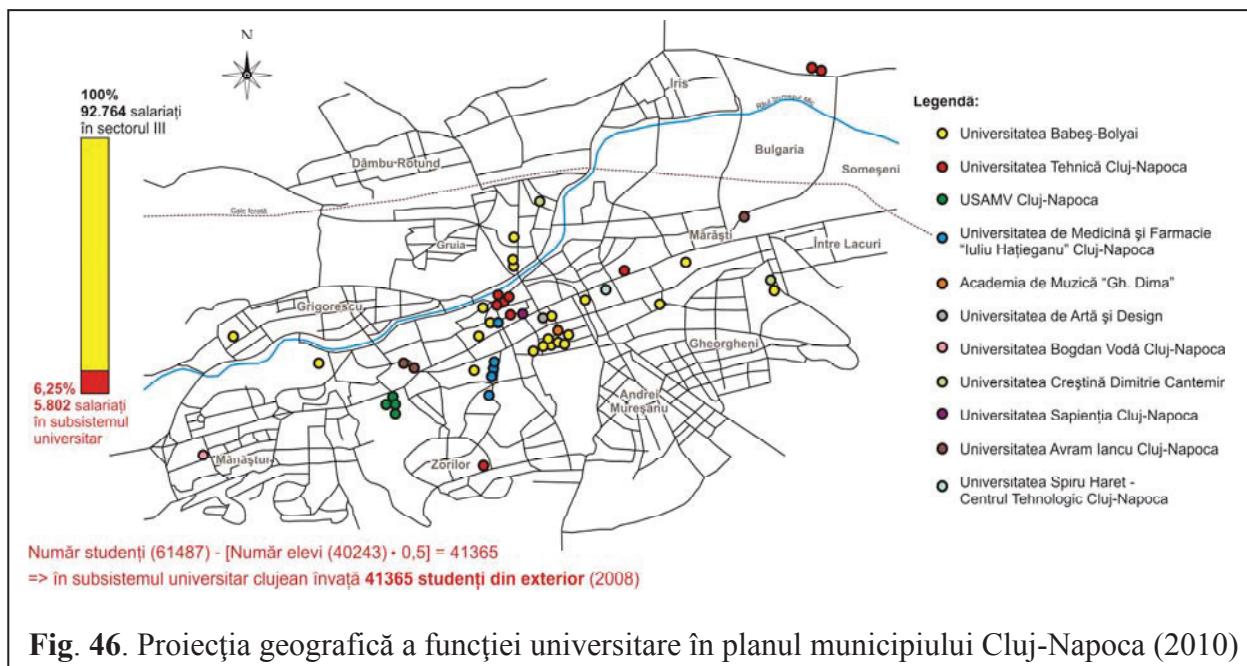 N
100%
92.764 salariați
în sectorul III
6,25%
5.802 salariați
în subsistemul
universitar
Iris
Râul Someșul Mic
Bulgaria
Someșeni
Dâmbu-Rotund
Cale ferată
Gruia
Mărăști
Între Lacuri
Grigorescu
Gheorgheni
Andrei
Mureșanu
Mănăștur
Zorilor
Legendă:
Universitatea Babeș-Bolyai
Universitatea Tehnică Cluj-Napoca
USAMV Cluj-Napoca
Universitatea de Medicină și Farmacie
“Iuliu Hațieganu” Cluj-Napoca
Academia de Muzică “Gh. Dima”
Universitatea de Artă și Design
Universitatea Bogdan Vodă Cluj-Napoca
Universitatea Creștină Dimitrie Cantemir
Universitatea Sapienția Cluj-Napoca
Universitatea Avram Iancu Cluj-Napoca
Universitatea Spiru Haret -
Centrul Tehnologic Cluj-Napoca
Număr studenți (61487) - [Număr elevi (40243) • 0,5] = 41365
=> în subsistemul universitar clujean învață 41365 studenți din exterior (2008)
Fig. 46. Proiecţia geografică a funcţiei universitare în planul municipiului Cluj-Napoca (2010)